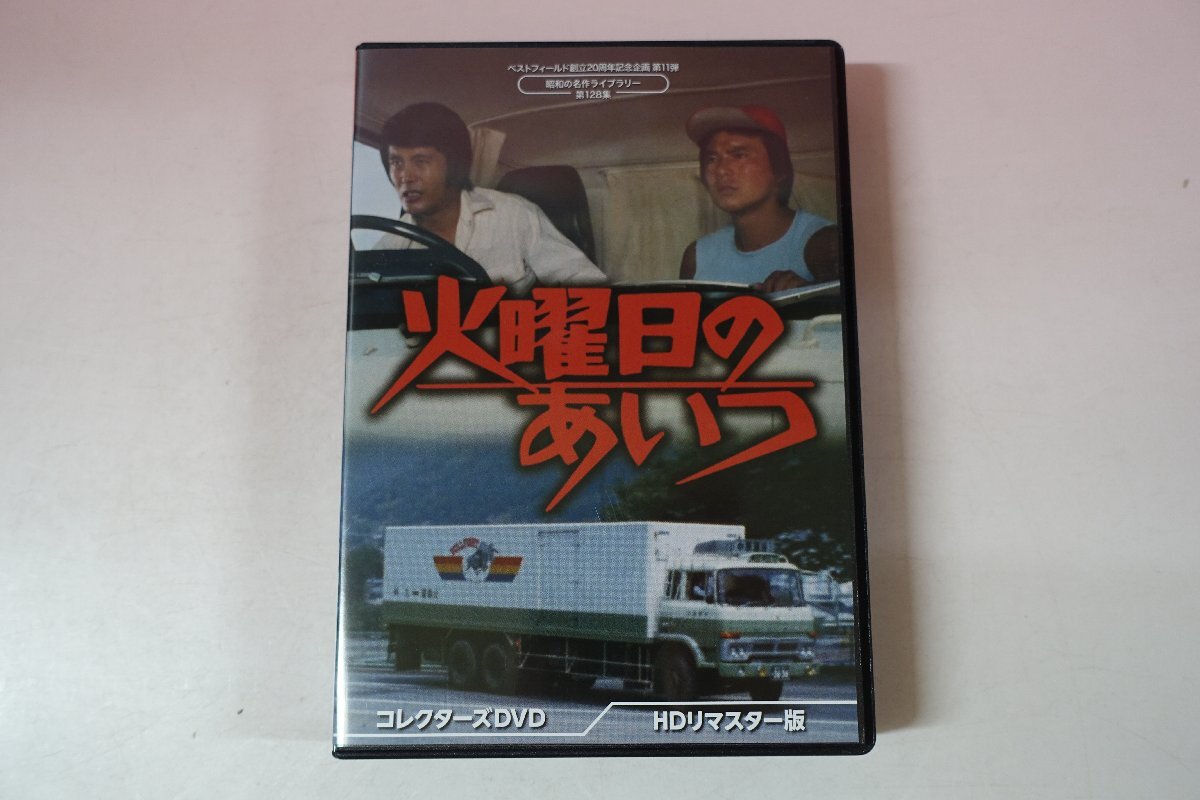 ベストフィールド創立20周年記念企画 第11弾
昭和の名作ライブラリー
第128集
火曜日の
あいつ
コレクターズDVD
HDリマスター版